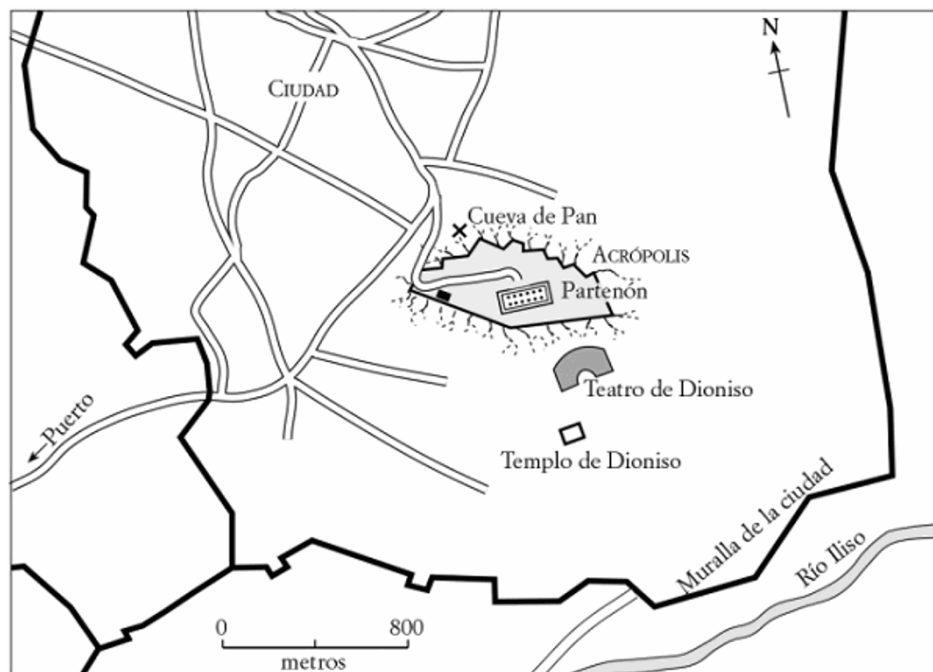 N
CIUDAD
Cueva de Pan
ACRÓPOLIS
Partenón
Teatro de Dioniso
←Puerto
Templo de Dioniso
Muralla de la ciudad
Río Iliso
0 800
metros